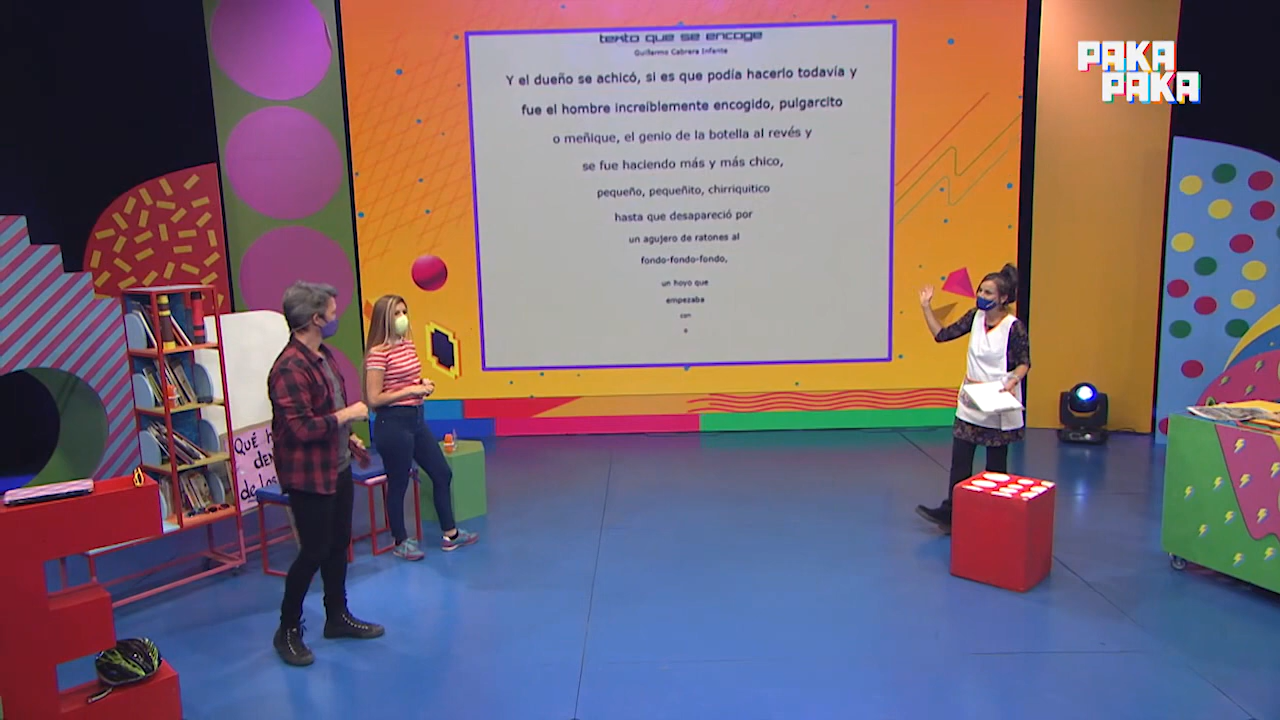 PAKA
PAKA
texto que se encoge
Guillermo Cabrera Infante
Y el dueño se achicó, si es que podía hacerlo todavía y
fue el hombre increíblemente encogido, pulgarcito
o meñique, el genio de la botella al revés y
se fue haciendo más y más chico,
pequeño, pequeñito, chirriquitico
hasta que desapareció por
un agujero de ratones al
fondo-fondo-fondo,
un hoyo que
empezaba
con
o
QUÉ
de los